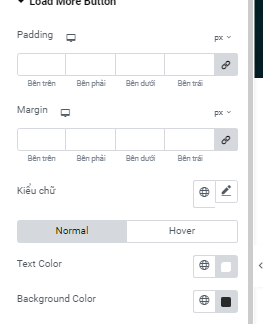 Load More Button
Padding px
Bên trên Bên phải Bên dưới Bên trái
Margin px
Bên trên Bên phải Bên dưới Bên trái
Kiểu chữ
Normal Hover
Text Color
Background Color